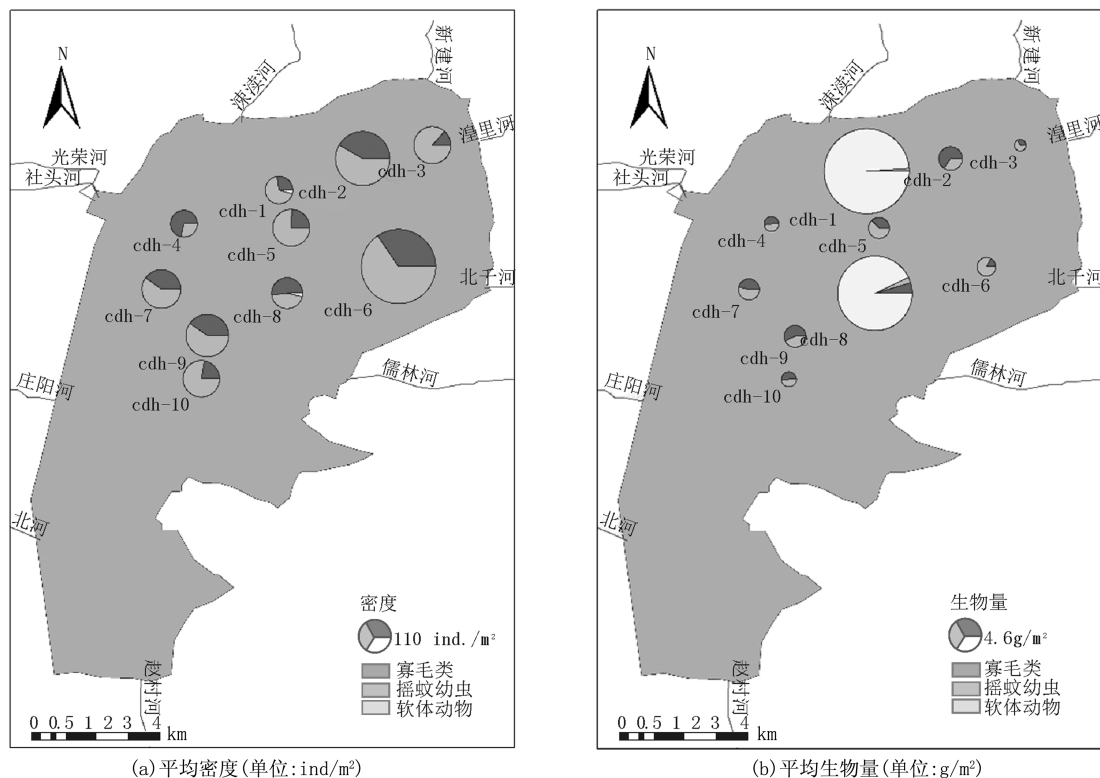 N
新建河
涑渎河
湟里河
光荣河
社头河
cdh-3
cdh-2
cdh-1
cdh-4
cdh-5
北干河
cdh-7
cdh-8
cdh-6
cdh-9
儒林河
庄阳河
cdh-10
北河
密度
110 ind./m²
寡毛类
摇蚊幼虫
软体动物
赵村河
0 0.5 1 2 3 4
km
(a)平均密度(单位:ind/m²)
N
新建河
涑渎河
湟里河
光荣河
社头河
cdh-3
cdh-2
cdh-1
cdh-4
cdh-5
北干河
cdh-6
cdh-7
cdh-8
cdh-9
儒林河
庄阳河
cdh-10
北河
生物量
4.6g/m²
寡毛类
摇蚊幼虫
软体动物
赵村河
0 0.5 1 2 3 4
km
(b)平均生物量(单位:g/m²)